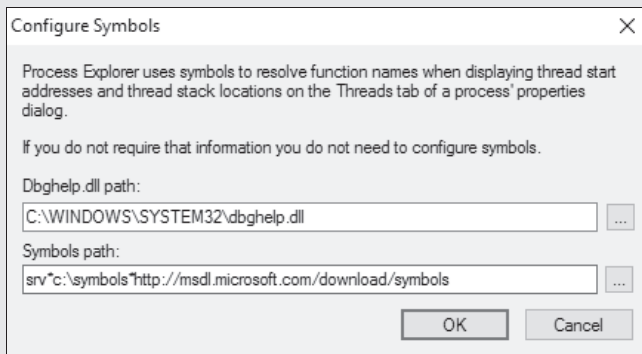 Configure Symbols
Process Explorer uses symbols to resolve function names when displaying thread start
addresses and thread stack locations on the Threads tab of a process' properties
dialog.
If you do not require that information you do not need to configure symbols.
Dbghelp.dll path:
C:\WINDOWS\SYSTEM32\dbghelp.dll
...
Symbols path:
srv*c:\symbols*http://msdl.microsoft.com/download/symbols
...
OK Cancel